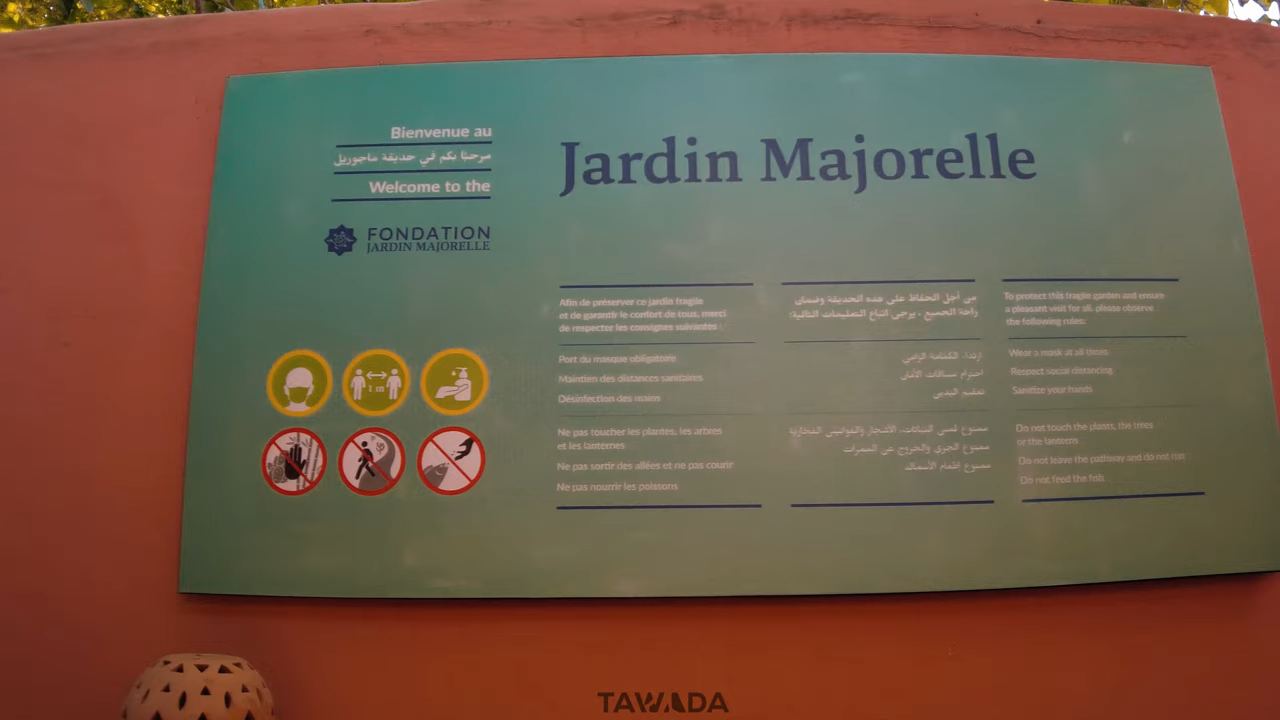 Bienvenue au
مرحبًا بكم في حديقة ماجوريل
Welcome to the
FONDATION
JARDIN MAJORELLE
Jardin Majorelle
Afin de préserver ce jardin fragile
et de garantir le confort de tous, merci
de respecter les consignes suivantes :
Port du masque obligatoire
Maintien des distances sanitaires
Désinfection des mains
Ne pas toucher les plantes, les arbres
et les lanternes
Ne pas sortir des allées et ne pas courir
Ne pas nourrir les poissons
من أجل الحفاظ على هذه الحديقة وضمان
راحة الجميع ، يرجى اتباع التعليمات التالية:
ارتداء الكمامة الواقي
احترام مسافات الأمان
تعقيم اليدين
ممنوع لمس النباتات، الأشجار والفوانيس الفخارية
ممنوع الجري والخروج عن الممرات
ممنوع إطعام الأسماك
To protect this fragile garden and ensure
a pleasant visit for all, please observe
the following rules:
Wear a mask at all times
Respect social distancing
Sanitize your hands
Do not touch the plants, the trees
or the lanterns
Do not leave the pathway and do not run
Do not feed the fish
1 m
TAWADA